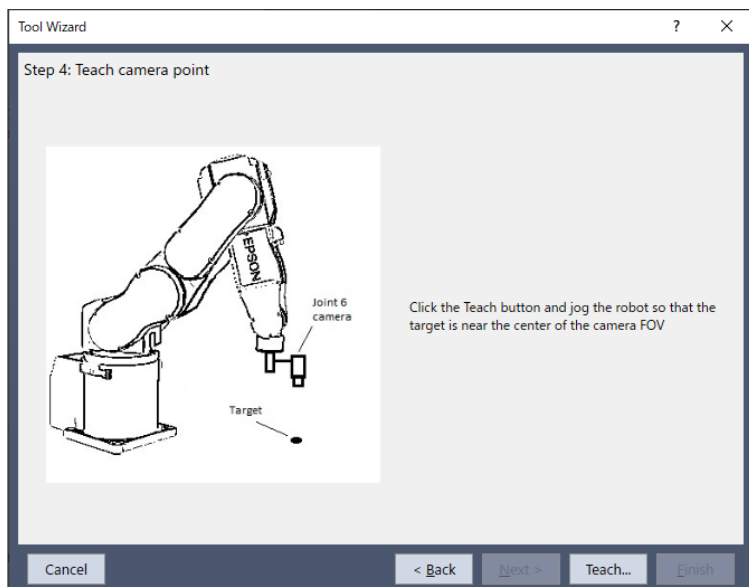 Tool Wizard
?
Step 4: Teach camera point
EPSON
Joint 6
camera
Target
Click the Teach button and jog the robot so that the
target is near the center of the camera FOV
Cancel
< Back
Next >
Teach...
Finish